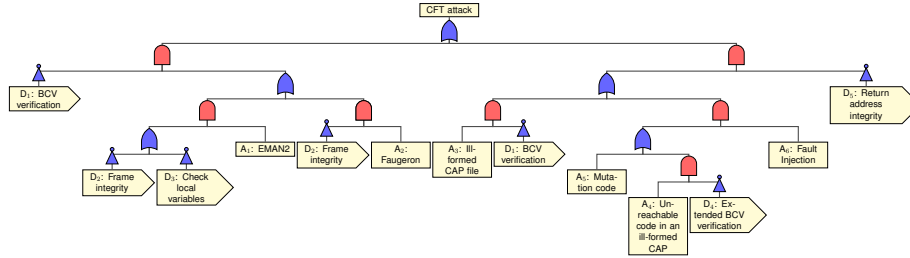 CFT attack
D₁: BCV
verification
D₅: Return
address
integrity
A₁: EMAN2
D₂: Frame
integrity
A₂:
Faugeron
A₃: Ill-
formed
CAP file
D₁: BCV
verification
A₆: Fault
Injection
D₂: Frame
integrity
D₃: Check
local
variables
A₅: Muta-
tion code
A₄: Un-
reachable
code in an
ill-formed
CAP
D₄: Ex-
tended BCV
verification